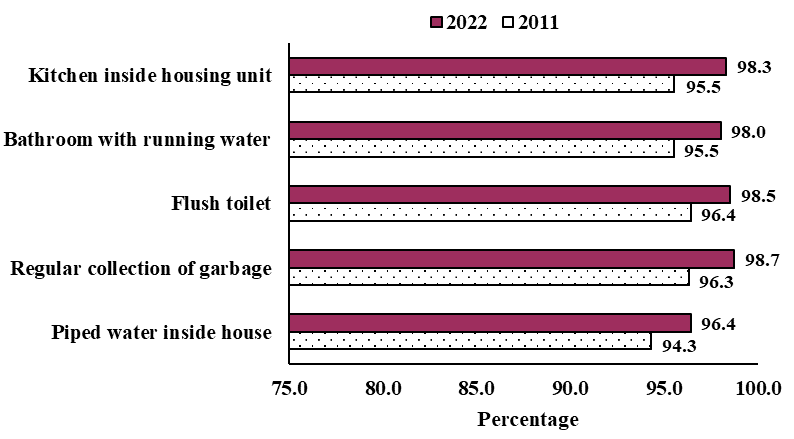 2022 2011
Kitchen inside housing unit
98.3
95.5
Bathroom with running water
98.0
95.5
Flush toilet
98.5
96.4
Regular collection of garbage
98.7
96.3
Piped water inside house
96.4
94.3
75.0 80.0 85.0 90.0 95.0 100.0
Percentage